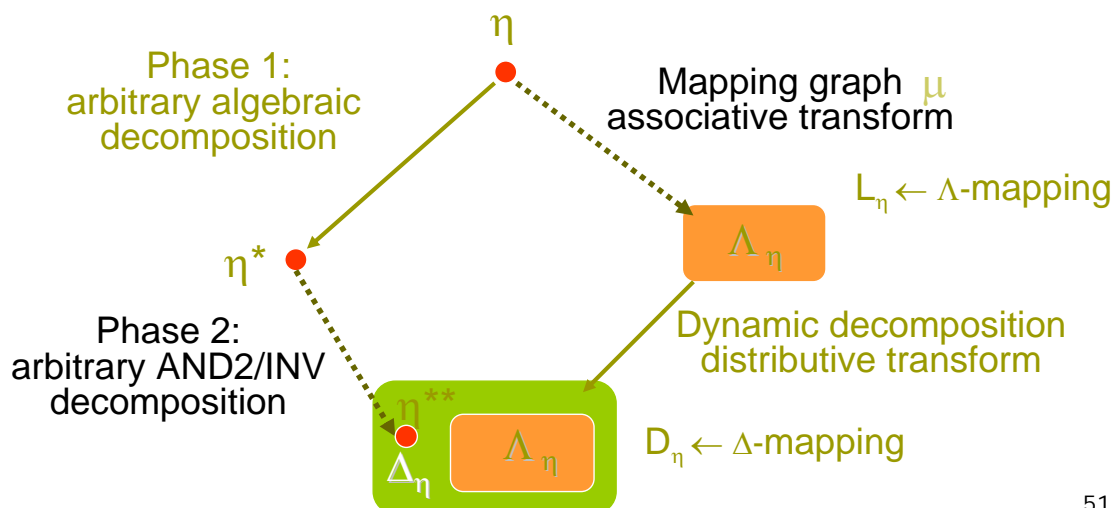 η
Phase 1:
arbitrary algebraic
decomposition
Mapping graph μ
associative transform
L_η ← Λ-mapping
Λ_η
η*
Phase 2:
arbitrary AND2/INV
decomposition
Dynamic decomposition
distributive transform
η**
Λ_η
Δ_η
D_η ← Δ-mapping
51